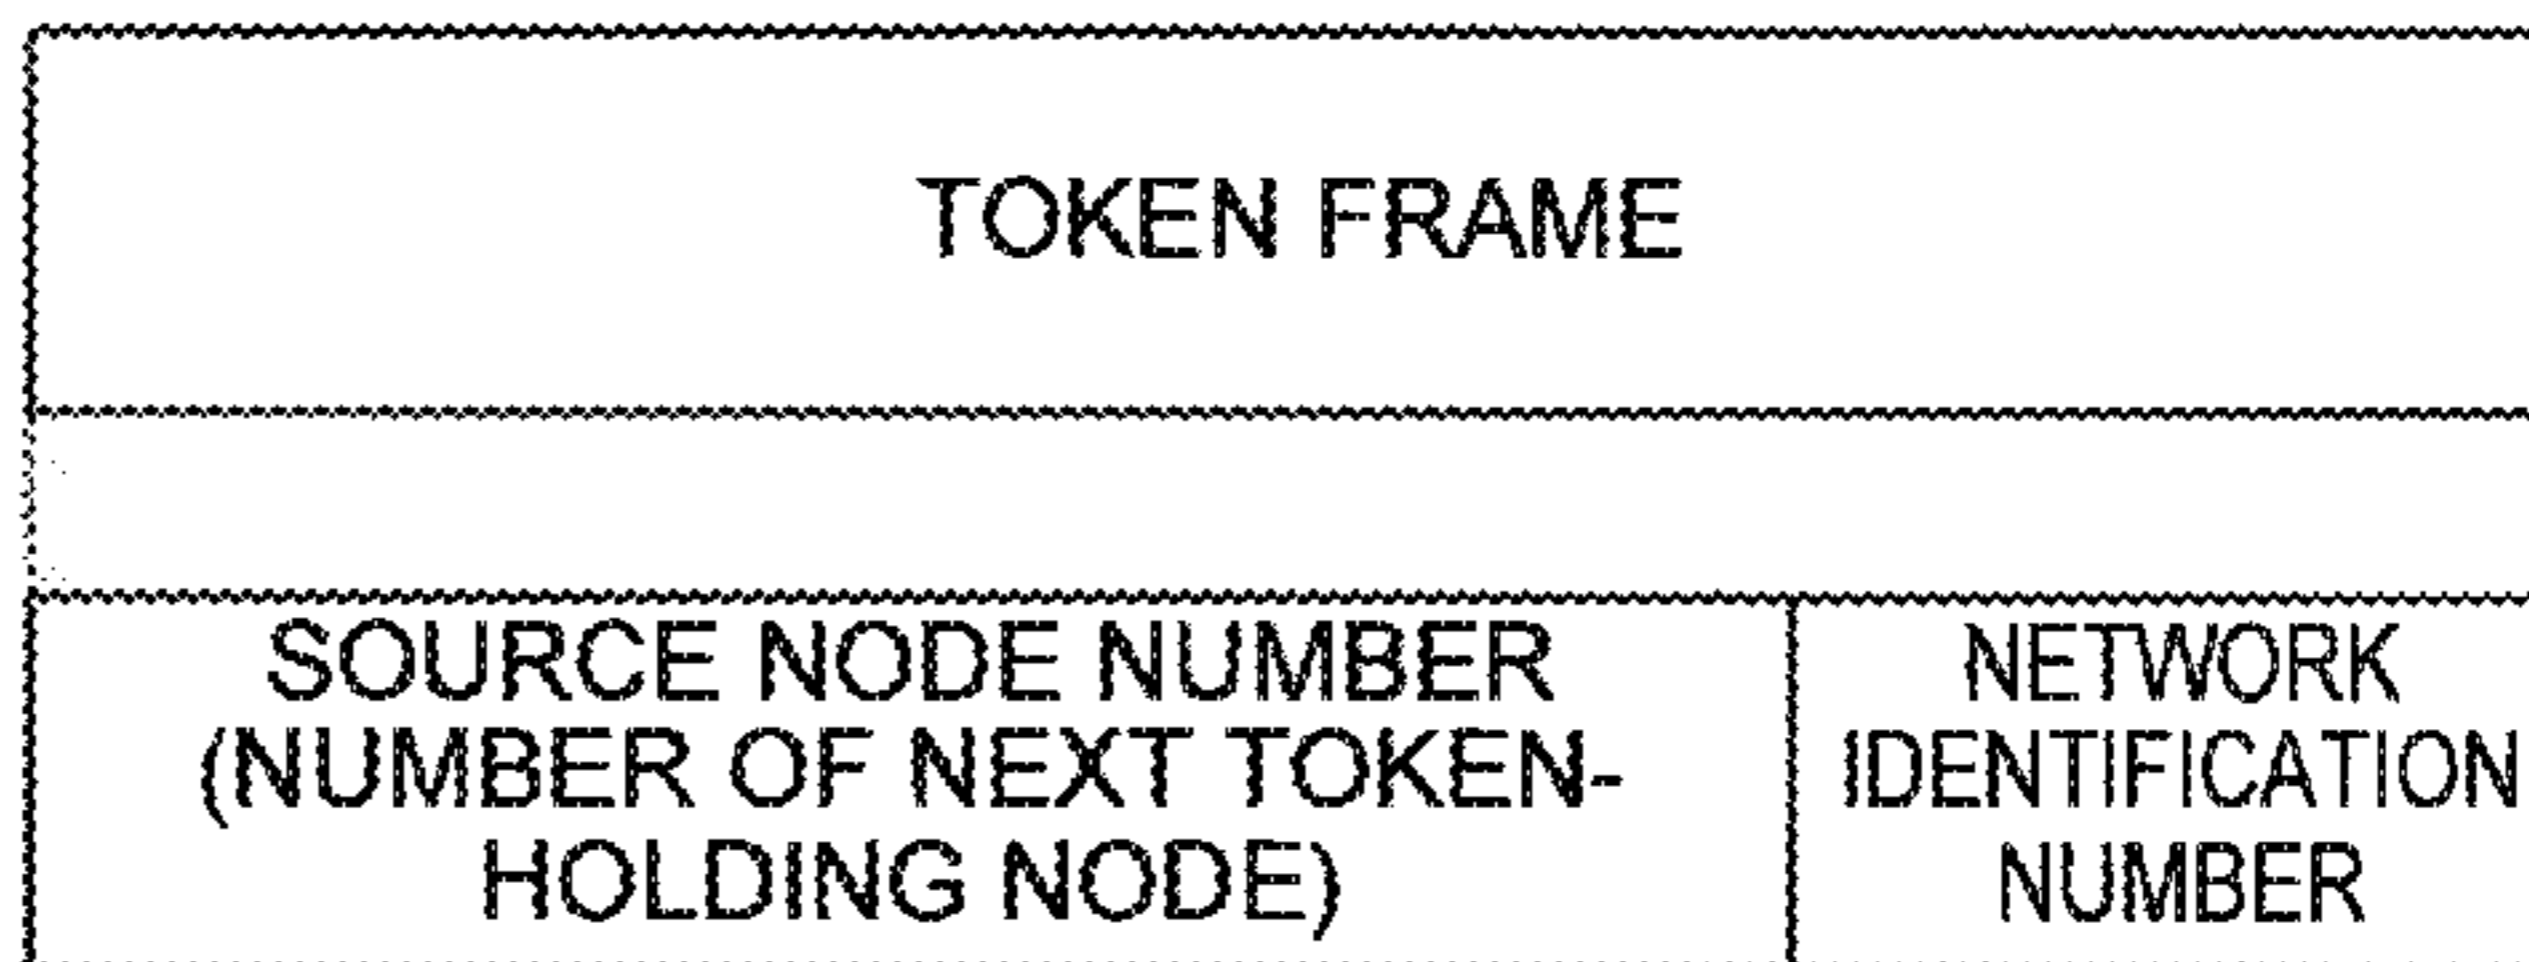 TOKEN FRAME
SOURCE NODE NUMBER
(NUMBER OF NEXT TOKEN-
HOLDING NODE)
NETWORK
IDENTIFICATION
NUMBER